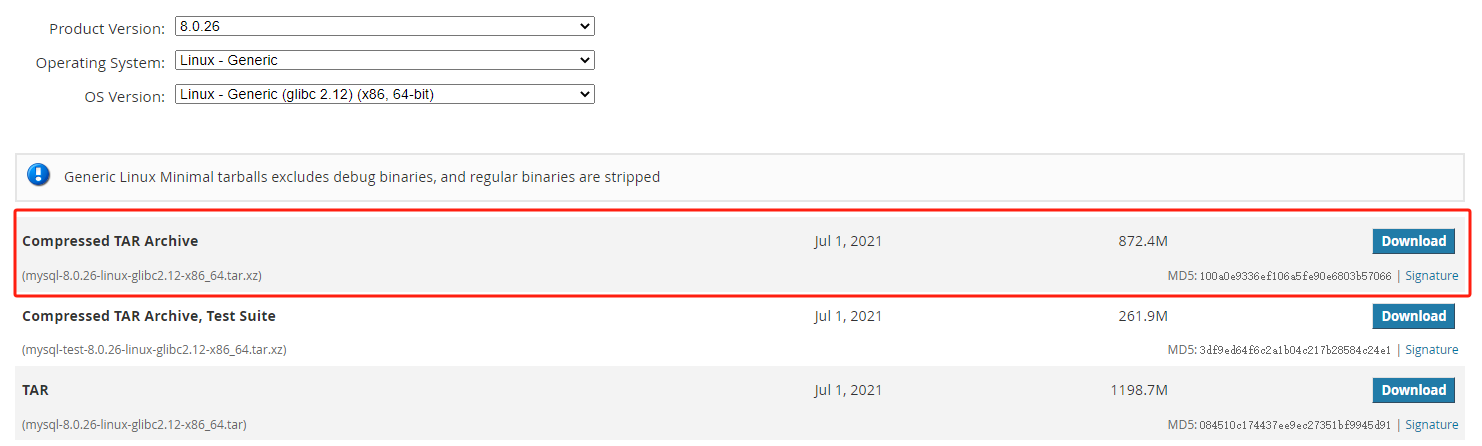 Product Version: 8.0.26
Operating System: Linux - Generic
OS Version: Linux - Generic (glibc 2.12) (x86, 64-bit)
Generic Linux Minimal tarballs excludes debug binaries, and regular binaries are stripped
Compressed TAR Archive Jul 1, 2021 872.4M Download
(mysql-8.0.26-linux-glibc2.12-x86_64.tar.xz) MD5: 100a0e9336ef106a5fe90e6803b57066 | Signature
Compressed TAR Archive, Test Suite Jul 1, 2021 261.9M Download
(mysql-test-8.0.26-linux-glibc2.12-x86_64.tar.xz) MD5: 3df9ed64f6c2a1b04c217b28584c24e1 | Signature
TAR Jul 1, 2021 1198.7M Download
(mysql-8.0.26-linux-glibc2.12-x86_64.tar) MD5: 084510c174437ee9ec27351bf9945d91 | Signature